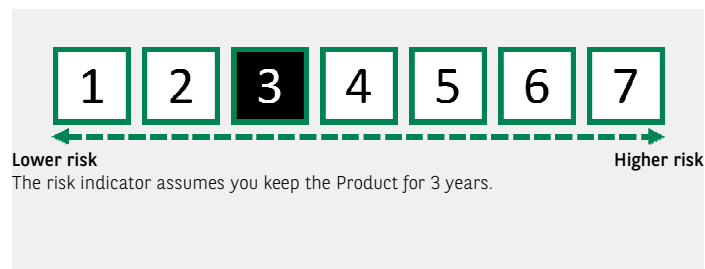 1 2 3 4 5 6 7
Lower risk Higher risk
The risk indicator assumes you keep the Product for 3 years.